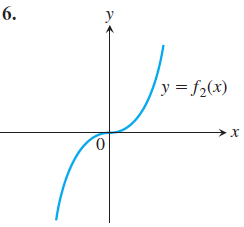 6.
y
y = f₂(x)
x
0